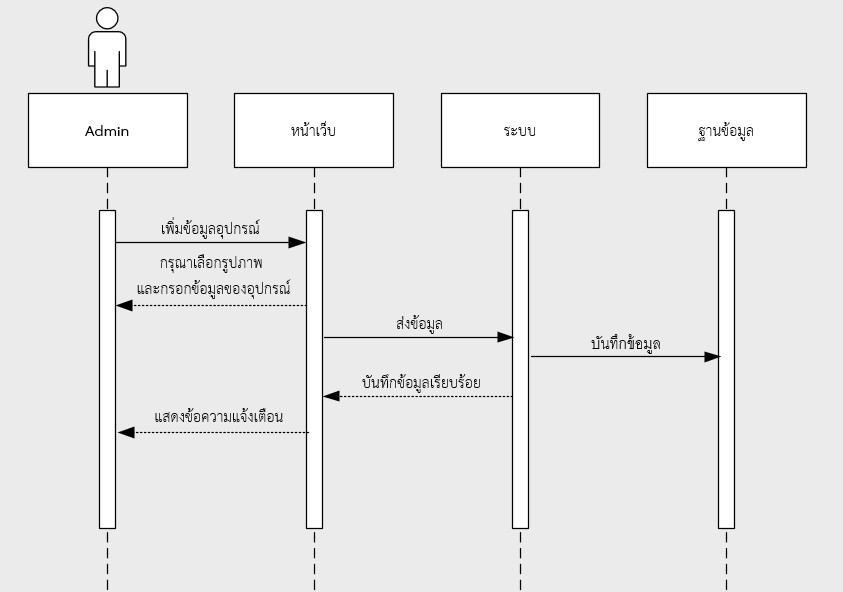 Admin
หน้าเว็บ
ระบบ
ฐานข้อมูล
เพิ่มข้อมูลอุปกรณ์
กรุณาเลือกรูปภาพ
และกรอกข้อมูลของอุปกรณ์
ส่งข้อมูล
บันทึกข้อมูล
บันทึกข้อมูลเรียบร้อย
แสดงข้อความแจ้งเตือน